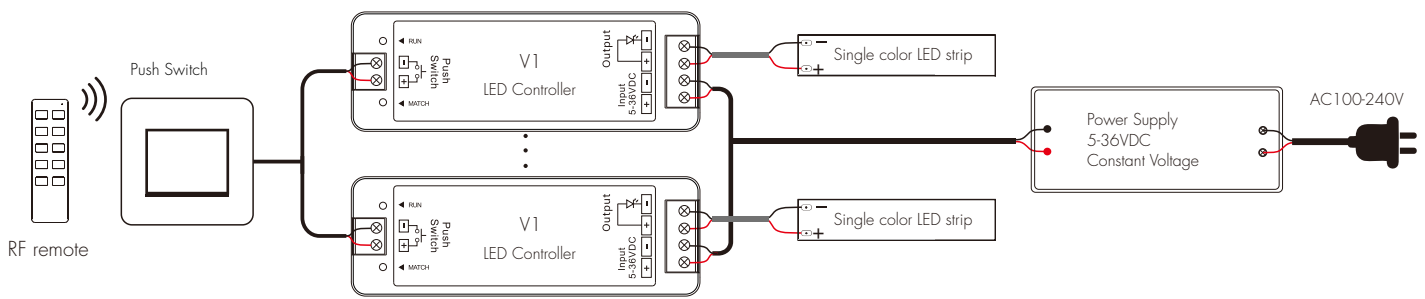 Push Switch
RF remote
RUN
Push
Switch
MATCH
V1
LED Controller
Output
Input
5-36VDC
- + - +
Single color LED strip
RUN
Push
Switch
MATCH
V1
LED Controller
Output
Input
5-36VDC
- + - +
Single color LED strip
Power Supply
5-36VDC
Constant Voltage
AC100-240V